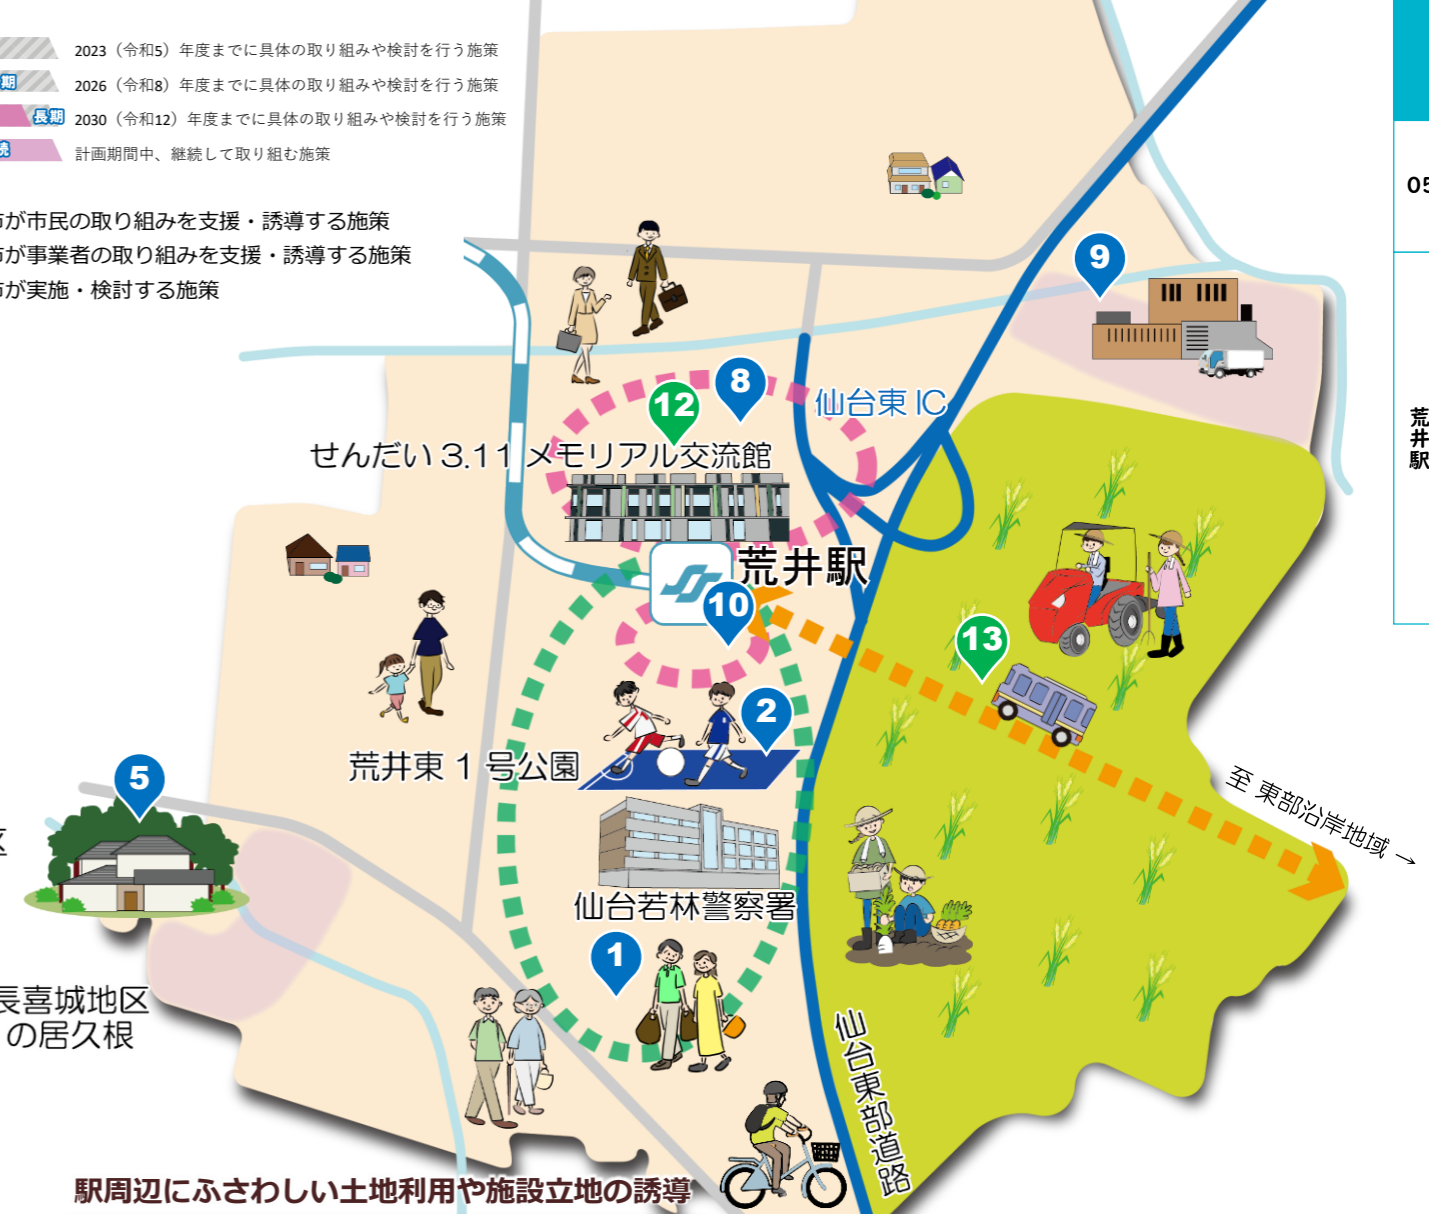 2023（令和5）年度までに具体の取り組みや検討を行う施策
期
2026（令和8）年度までに具体の取り組みや検討を行う施策
長期
2030（令和12）年度までに具体の取り組みや検討を行う施策
続
計画期間中、継続して取り組む施策
市が市民の取り組みを支援・誘導する施策
市が事業者の取り組みを支援・誘導する施策
市が実施・検討する施策
05
9
8
12
仙台東IC
せんだい3.11メモリアル交流館
荒井駅
荒井駅
10
13
2
荒井東1号公園
5
至 東部沿岸地域 →
区
仙台若林警察署
1
長喜城地区
の居久根
仙台東部道路
駅周辺にふさわしい土地利用や施設立地の誘導